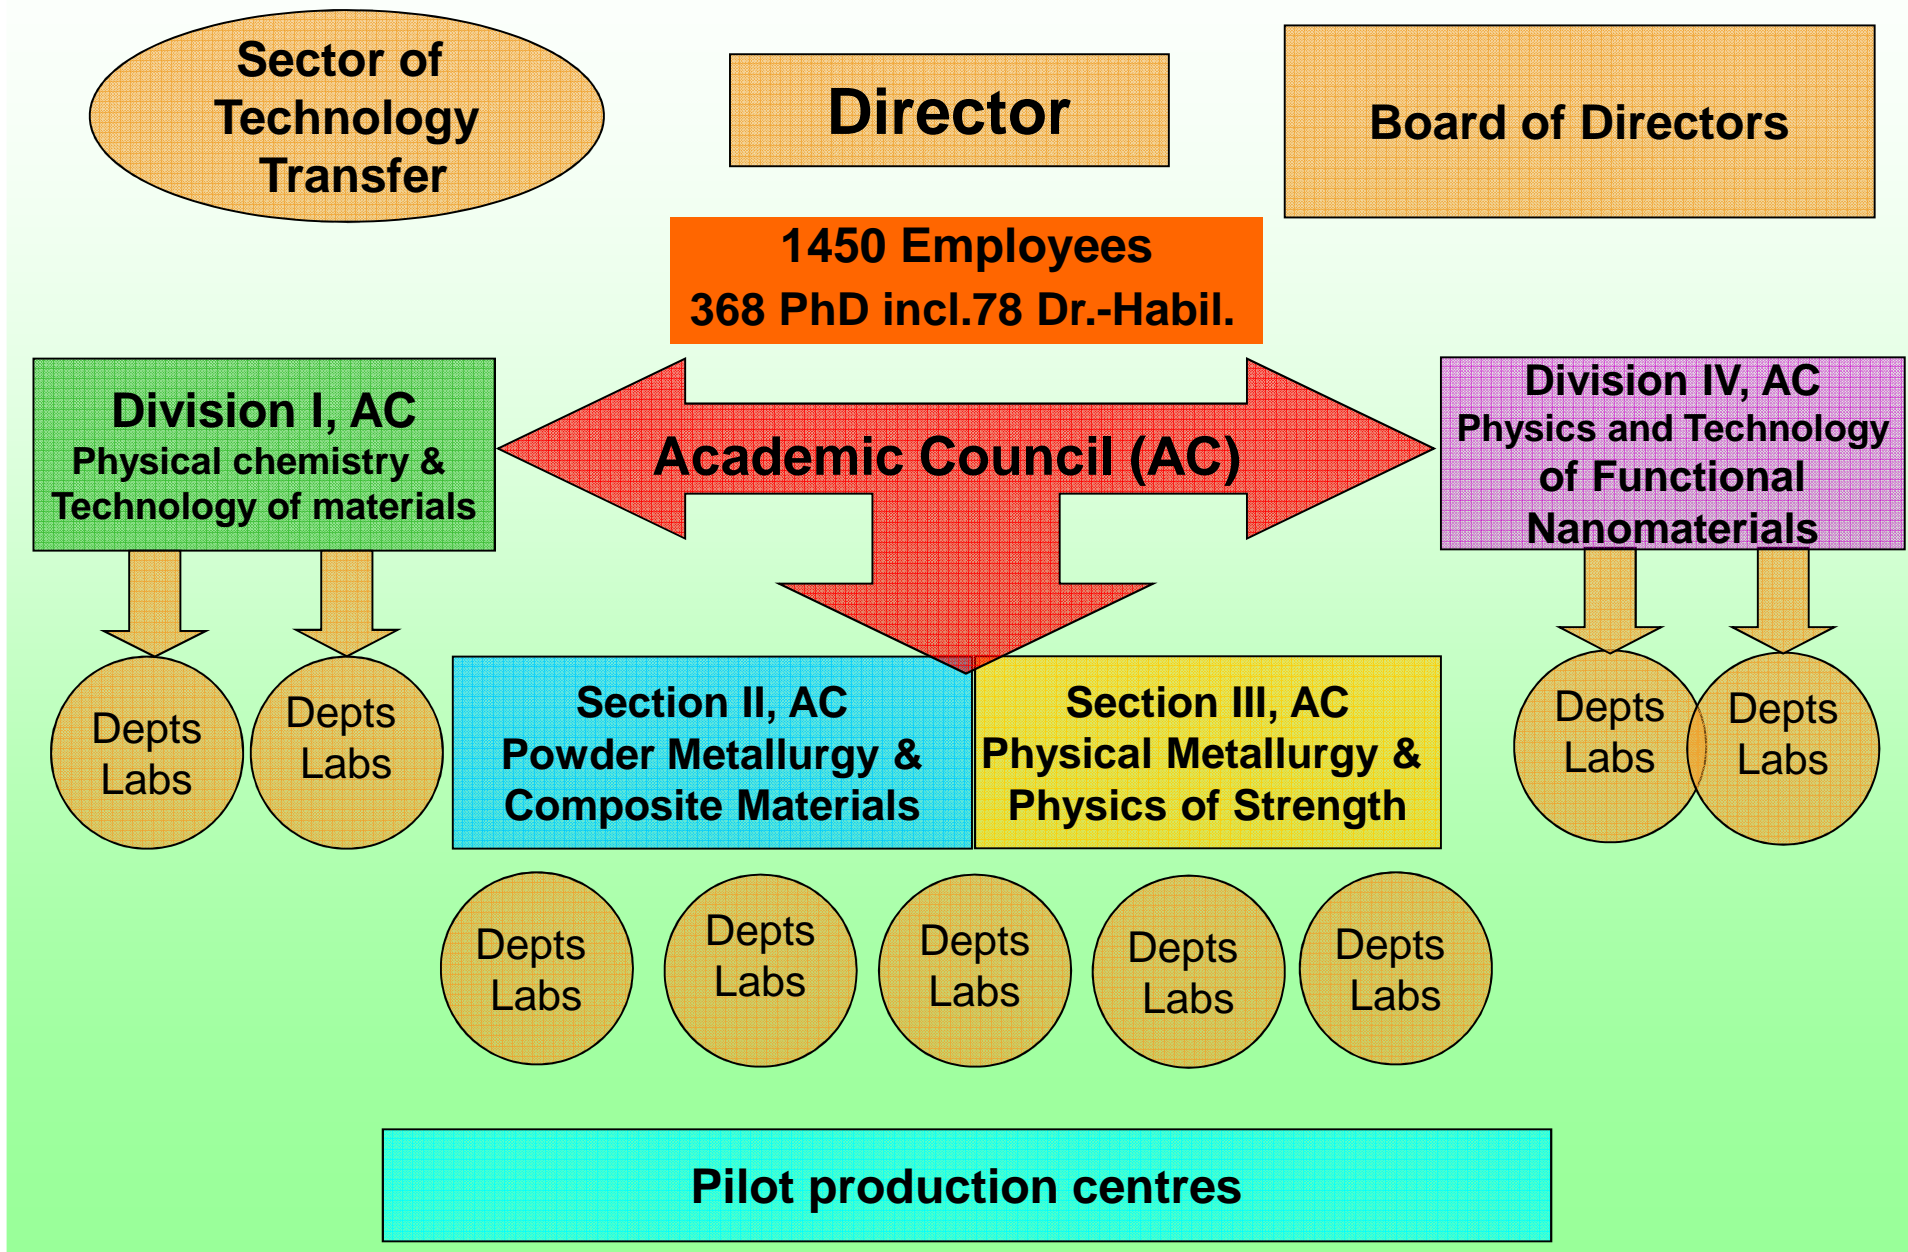 Sector of
Technology
Transfer
Director
Board of Directors
1450 Employees
368 PhD incl.78 Dr.-Habil.
Division I, AC
Physical chemistry &
Technology of materials
Academic Council (AC)
Division IV, AC
Physics and Technology
of Functional
Nanomaterials
Depts
Labs
Depts
Labs
Section II, AC
Powder Metallurgy &
Composite Materials
Section III, AC
Physical Metallurgy &
Physics of Strength
Depts
Labs
Depts
Labs
Depts
Labs
Depts
Labs
Depts
Labs
Depts
Labs
Depts
Labs
Pilot production centres